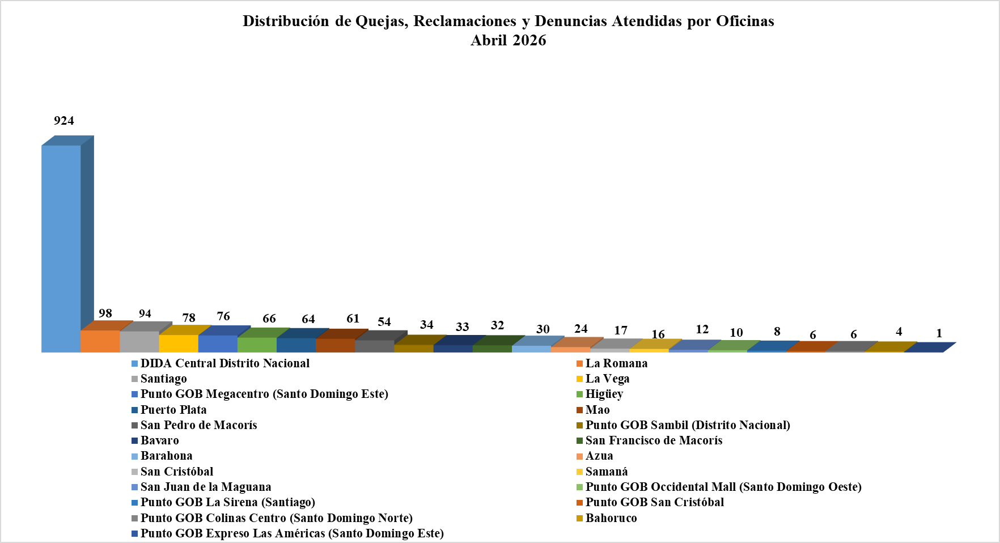 Distribución de Quejas, Reclamaciones y Denuncias Atendidas por Oficinas
Abril 2026
924
98
94
78
76
66
64
61
54
34
33
32
30
24
17
16
12
10
8
6
6
4
1
DIDA Central Distrito Nacional
La Romana
Santiago
La Vega
Punto GOB Megacentro (Santo Domingo Este)
Higüey
Puerto Plata
Mao
San Pedro de Macorís
Punto GOB Sambil (Distrito Nacional)
Bavaro
San Francisco de Macorís
Barahona
Azua
San Cristóbal
Samaná
San Juan de la Maguana
Punto GOB Occidental Mall (Santo Domingo Oeste)
Punto GOB La Sirena (Santiago)
Punto GOB San Cristóbal
Punto GOB Colinas Centro (Santo Domingo Norte)
Bahoruco
Punto GOB Expreso Las Américas (Santo Domingo Este)